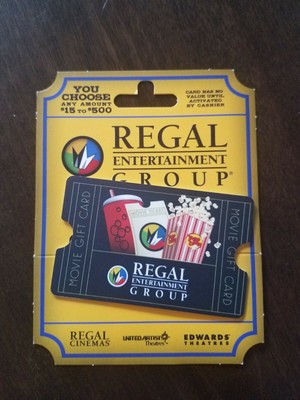 YOU
CHOOSE
ANY AMOUNT
$15 TO $500
CARD HAS NO
VALUE UNTIL
ACTIVATED
BY CASHIER
REGAL
ENTERTAINMENT
GROUP®
MOVIE GIFT CARD
MOVIE GIFT CARD
REGAL
ENTERTAINMENT
GROUP
REGAL
CINEMAS
UNITED ARTISTS
Theatres
EDWARDS
THEATRES